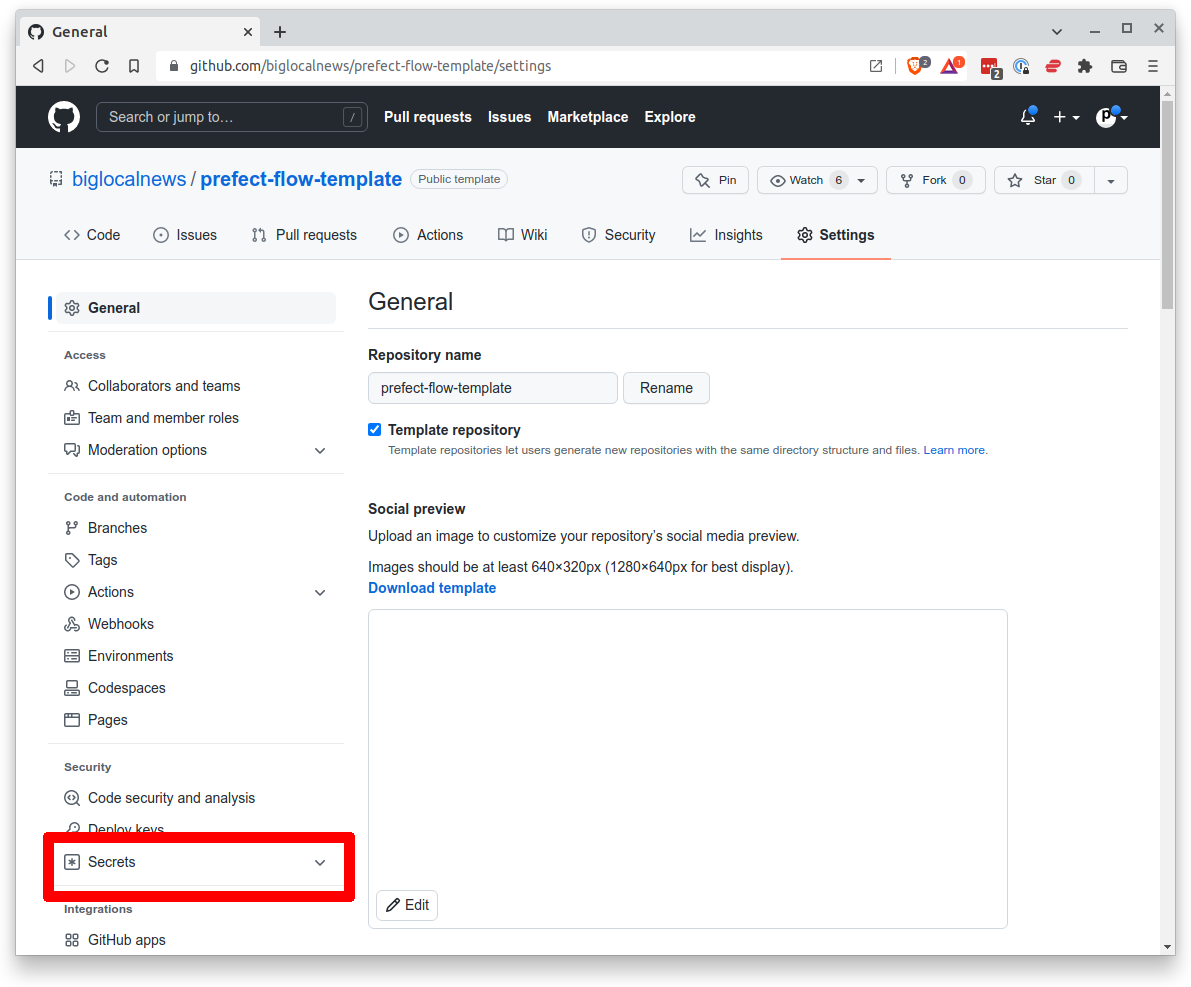 General
github.com/biglocalnews/prefect-flow-template/settings
2
1
2
Search or jump to…
/
Pull requests
Issues
Marketplace
Explore
biglocalnews / prefect-flow-template
Public template
Pin
Watch 6
Fork 0
Star 0
Code
Issues
Pull requests
Actions
Wiki
Security
Insights
Settings
General
Access
Collaborators and teams
Team and member roles
Moderation options
Code and automation
Branches
Tags
Actions
Webhooks
Environments
Codespaces
Pages
Security
Code security and analysis
Deploy keys
Secrets
Integrations
GitHub apps
General
Repository name
prefect-flow-template
Rename
Template repository
Template repositories let users generate new repositories with the same directory structure and files. Learn more.
Social preview
Upload an image to customize your repository’s social media preview.
Images should be at least 640×320px (1280×640px for best display).
Download template
Edit